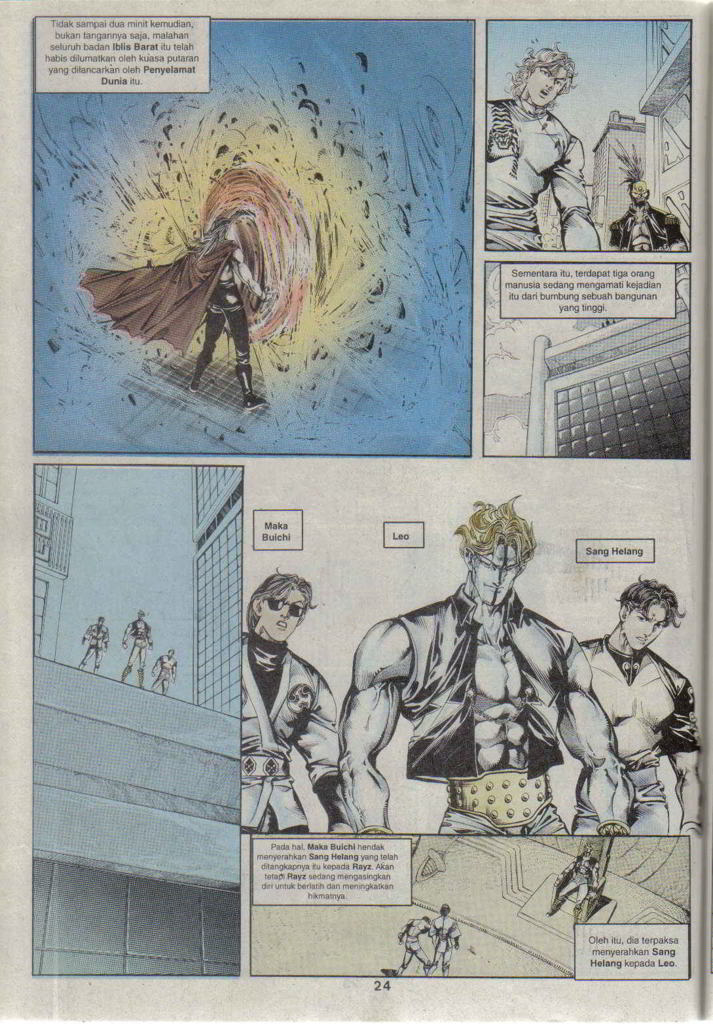 Tidak sampai dua minit kemudian,
bukan tangannya saja, malahan
seluruh badan Iblis Barat itu telah
habis dilumatkan oleh kuasa putaran
yang dilancarkan oleh Penyelamat
Dunia itu.
Sementara itu, terdapat tiga orang
manusia sedang mengamati kejadian
itu dari bumbung sebuah bangunan
yang tinggi.
Maka
Buichi
Leo
Sang Helang
Pada hal, Maka Buichi hendak
menyerahkan Sang Helang yang telah
ditangkapnya itu kepada Rayz. Akan
tetapi Rayz sedang mengasingkan
diri untuk berlatih dan meningkatkan
hikmatnya.
Oleh itu, dia terpaksa
menyerahkan Sang
Helang kepada Leo.
24